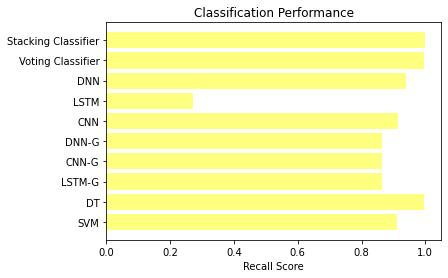 Classification Performance
Stacking Classifier
Voting Classifier
DNN
LSTM
CNN
DNN-G
CNN-G
LSTM-G
DT
SVM
0.0 0.2 0.4 0.6 0.8 1.0
Recall Score